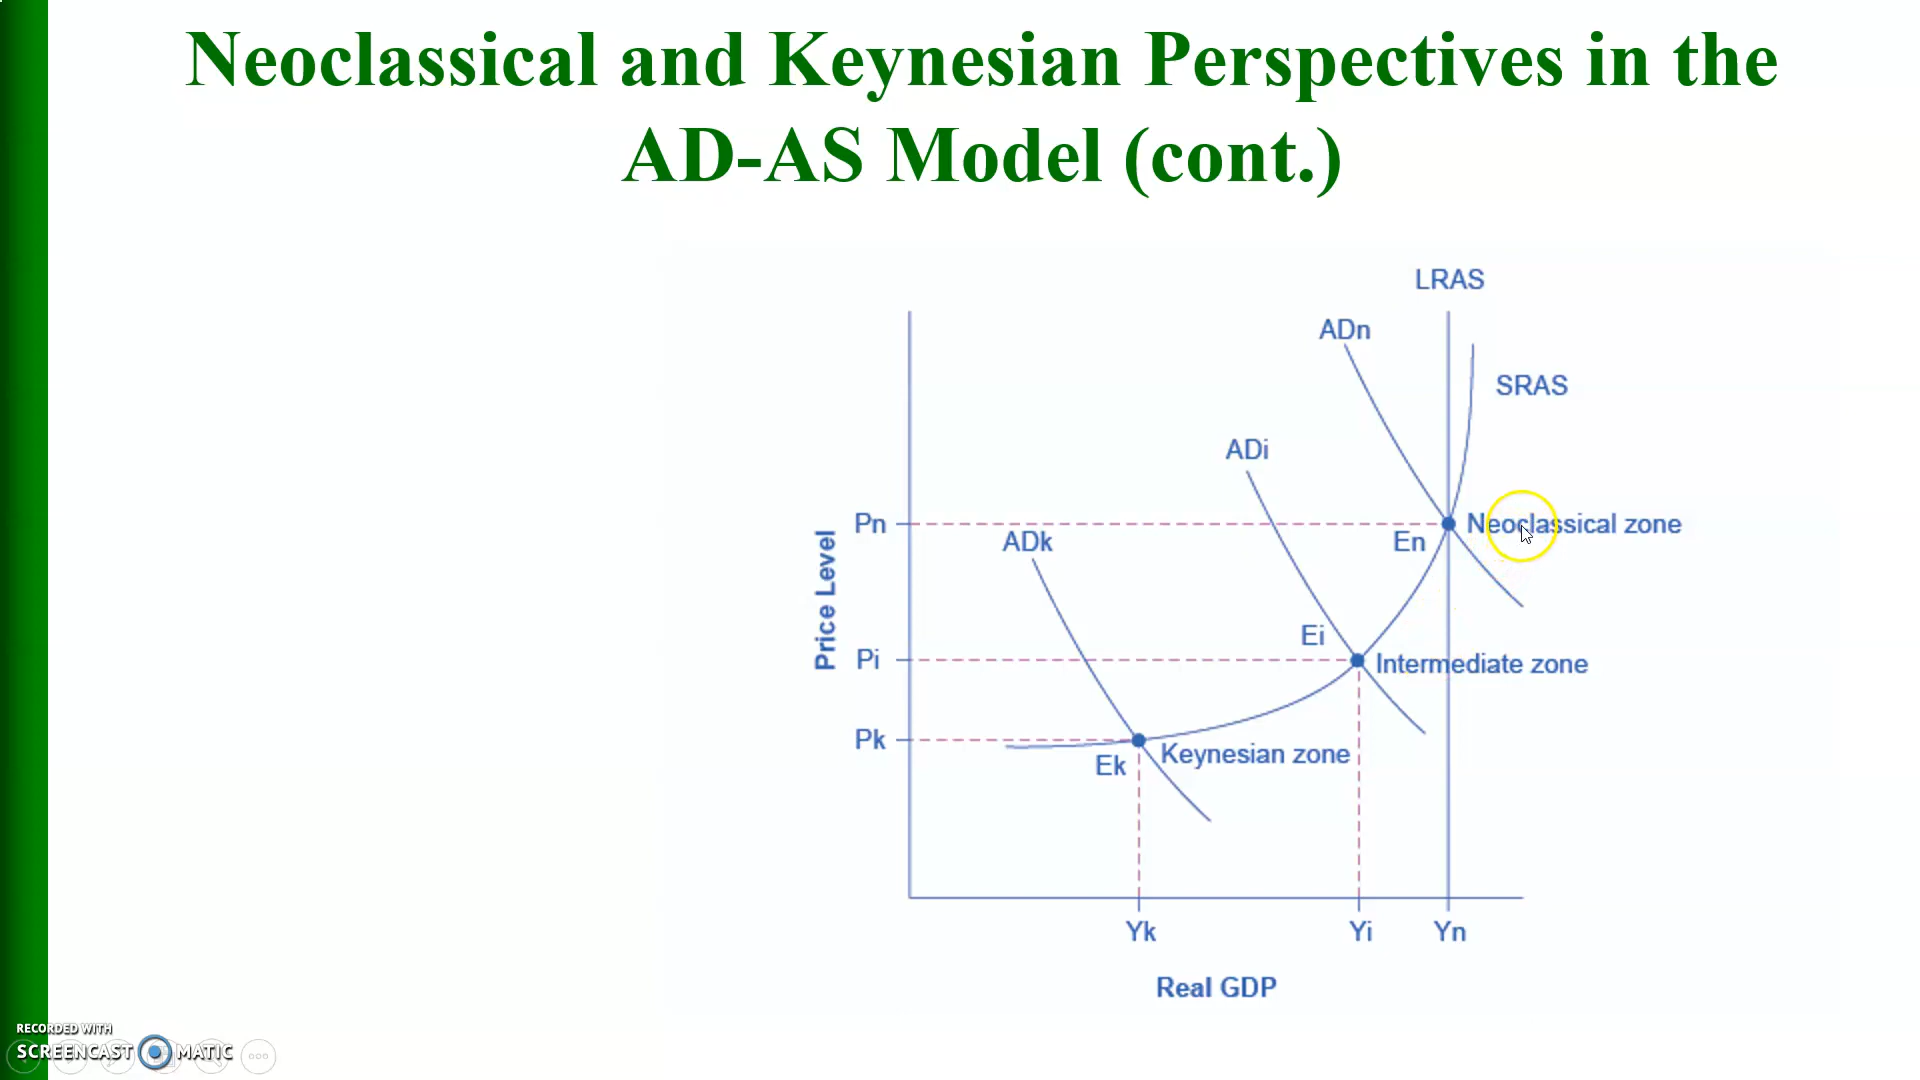 Neoclassical and Keynesian Perspectives in the
AD-AS Model (cont.)
LRAS
ADn
SRAS
ADi
Pn
Neoclassical zone
ADk
En
Price Level
Ei
Pi
Intermediate zone
Pk
Keynesian zone
Ek
Yk
Yi
Yn
Real GDP
RECORDED WITH
SCREENCAST MATIC